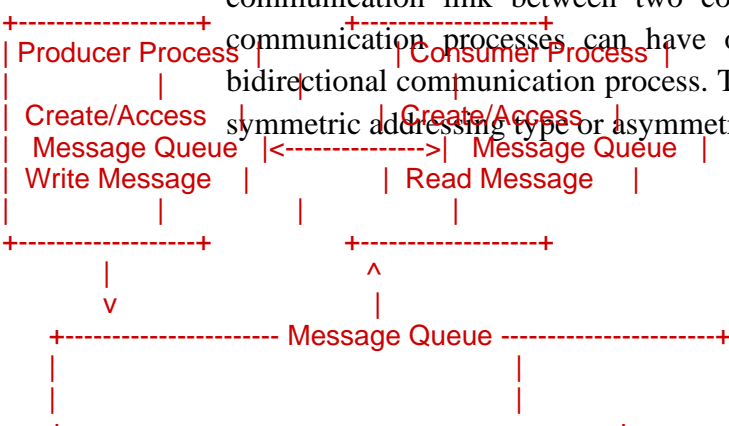 communication link between two co
+-------------------+ +-------------------+
| Producer Process | | Consumer Process |
communication processes can have o
| | | |
bidirectional communication process. T
| Create/Access | | Create/Access |
symmetric addressing type or asymmetri
| Message Queue |<--------------->| Message Queue |
| Write Message | | Read Message |
| | | |
+-------------------+ +-------------------+
| ^
v |
+----------------------- Message Queue ------------------------+
| |
| |